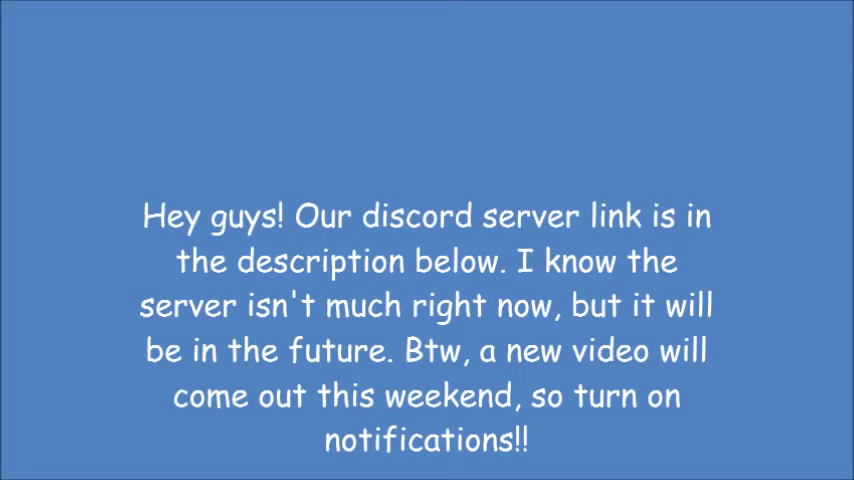 Hey guys! Our discord server link is in
the description below. I know the
server isn't much right now, but it will
be in the future. Btw, a new video will
come out this weekend, so turn on
notifications!!